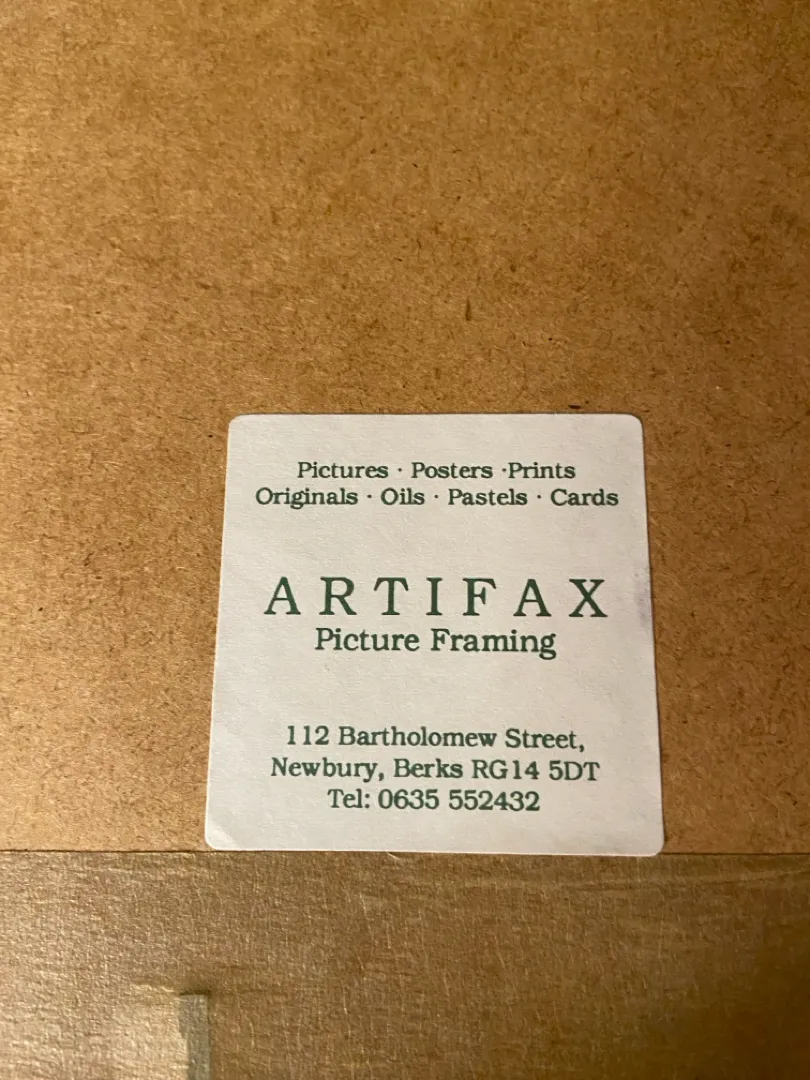 Pictures · Posters ·Prints
Originals · Oils · Pastels · Cards
ARTIFAX
Picture Framing
112 Bartholomew Street,
Newbury, Berks RG14 5DT
Tel: 0635 552432